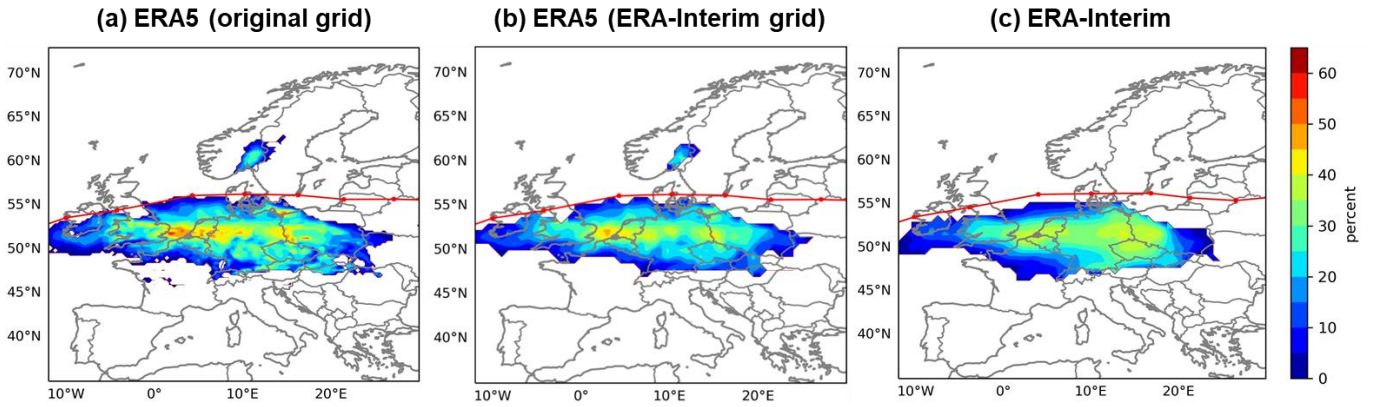 (a) ERA5 (original grid) (b) ERA5 (ERA-Interim grid) (c) ERA-Interim
70°N 70°N 70°N 60
65°N 65°N 65°N
50
60°N 60°N 60°N
40
55°N 55°N 55°N
30
50°N 50°N 50°N
20
45°N 45°N 45°N
10
40°N 40°N 40°N
0
percent
10°W 0° 10°E 20°E 10°W 0° 10°E 20°E 10°W 0° 10°E 20°E